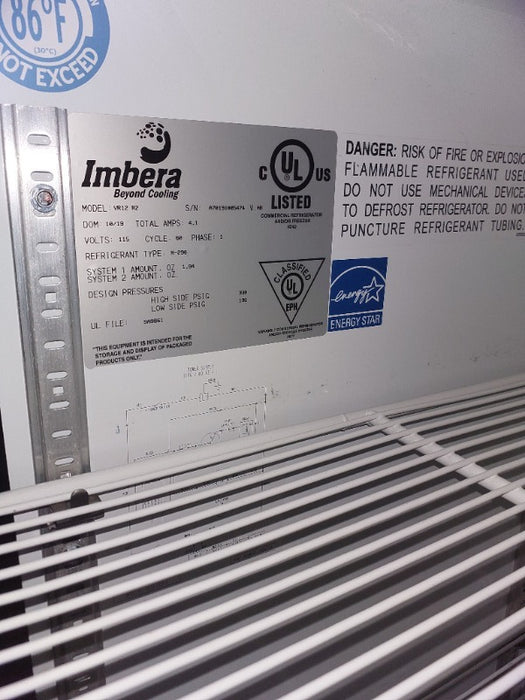 86°F
(30°C)
NOT EXCEED
Imbera
Beyond Cooling
MODEL: VR12 R2
S/N:
DOM: 10/19 TOTAL AMPS: 4.1
VOLTS: 115 CYCLE: 60 PHASE: 1
REFRIGERANT TYPE: R-290
SYSTEM 1 AMOUNT. OZ:
SYSTEM 2 AMOUNT. OZ:
DESIGN PRESSURES
HIGH SIDE PSIG
LOW SIDE PSIG
UL FILE:
"THIS EQUIPMENT IS INTENDED FOR THE
STORAGE AND DISPLAY OF PACKAGED
PRODUCTS ONLY"
C UL US
LISTED
COMMERCIAL REFRIGERATOR
CLASSIFIED
UL
EPH
DANGER: RISK OF FIRE OR EXPLOSIO
FLAMMABLE REFRIGERANT USED
DO NOT USE MECHANICAL DEVICE
TO DEFROST REFRIGERATOR. DO NOT
PUNCTURE REFRIGERANT TUBING.
energy
ENERGY STAR